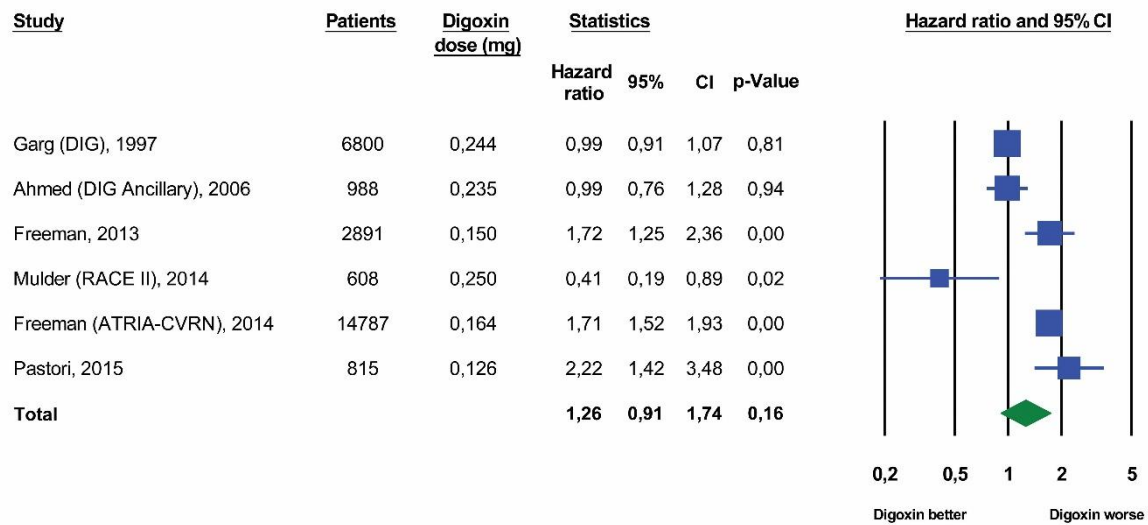 Study Patients Digoxin dose (mg) Statistics Hazard ratio and 95% CI
Hazard ratio 95% CI p-Value
Garg (DIG), 1997 6800 0,244 0,99 0,91 1,07 0,81
Ahmed (DIG Ancillary), 2006 988 0,235 0,99 0,76 1,28 0,94
Freeman, 2013 2891 0,150 1,72 1,25 2,36 0,00
Mulder (RACE II), 2014 608 0,250 0,41 0,19 0,89 0,02
Freeman (ATRIA-CVRN), 2014 14787 0,164 1,71 1,52 1,93 0,00
Pastori, 2015 815 0,126 2,22 1,42 3,48 0,00
Total 1,26 0,91 1,74 0,16
0,2 0,5 1 2 5
Digoxin better Digoxin worse